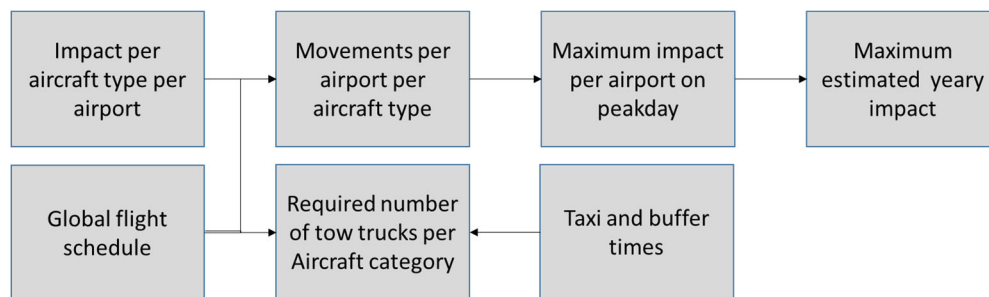 Impact per
aircraft type per
airport
Movements per
airport per
aircraft type
Maximum impact
per airport on
peakday
Maximum
estimated yeary
impact
Global flight
schedule
Required number
of tow trucks per
Aircraft category
Taxi and buffer
times